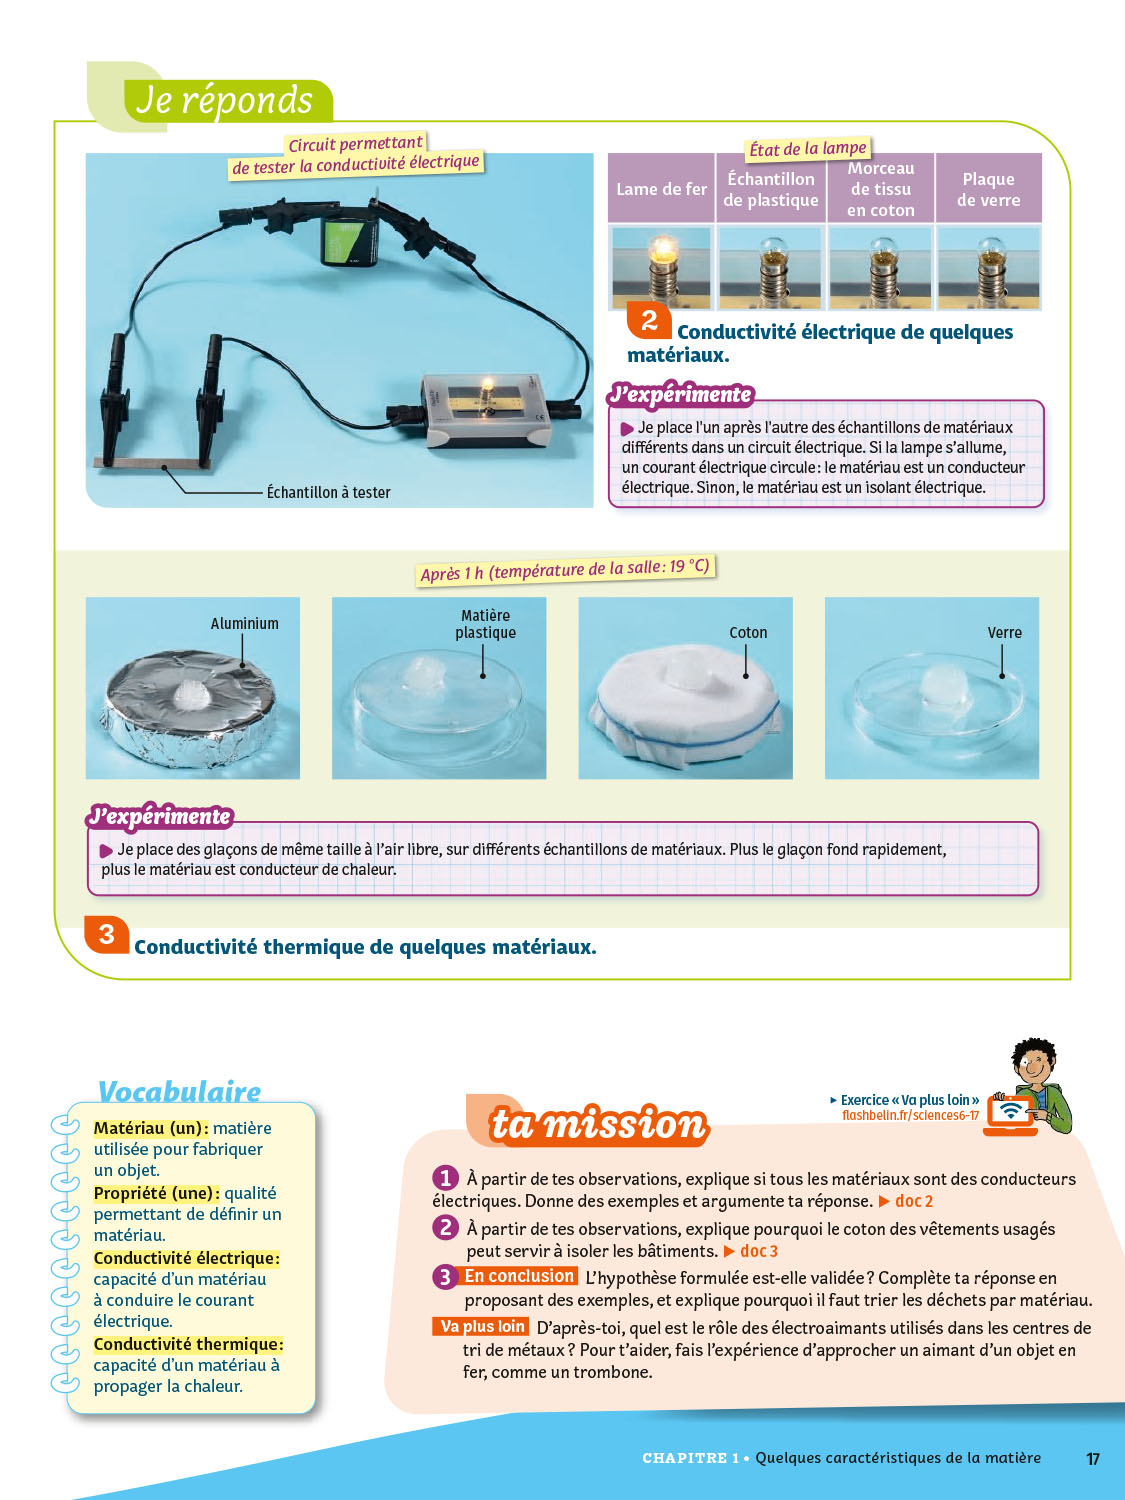 Je réponds
Circuit permettant
de tester la conductivité électrique
Échantillon à tester
État de la lampe
Lame de fer
Échantillon
de plastique
Morceau
de tissu
en coton
Plaque
de verre
2 Conductivité électrique de quelques
matériaux.
J'expérimente
Je place l'un après l'autre des échantillons de matériaux
différents dans un circuit électrique. Si la lampe s'allume,
un courant électrique circule : le matériau est un conducteur
électrique. Sinon, le matériau est un isolant électrique.
Après 1 h (température de la salle : 19 °C)
Aluminium
Matière
plastique
Coton
Verre
J'expérimente
Je place des glaçons de même taille à l'air libre, sur différents échantillons de matériaux. Plus le glaçon fond rapidement,
plus le matériau est conducteur de chaleur.
3 Conductivité thermique de quelques matériaux.
Vocabulaire
Matériau (un) : matière
utilisée pour fabriquer
un objet.
Propriété (une) : qualité
permettant de définir un
matériau.
Conductivité électrique :
capacité d'un matériau
à conduire le courant
électrique.
Conductivité thermique :
capacité d'un matériau à
propager la chaleur.
ta mission
▸ Exercice « Va plus loin »
flashbelin.fr/sciences6-17
1 À partir de tes observations, explique si tous les matériaux sont des conducteurs
électriques. Donne des exemples et argumente ta réponse. ▶ doc 2
2 À partir de tes observations, explique pourquoi le coton des vêtements usagés
peut servir à isoler les bâtiments. ▶ doc 3
3 En conclusion L'hypothèse formulée est-elle validée ? Complète ta réponse en
proposant des exemples, et explique pourquoi il faut trier les déchets par matériau.
Va plus loin D'après-toi, quel est le rôle des électroaimants utilisés dans les centres de
tri de métaux ? Pour t'aider, fais l'expérience d'approcher un aimant d'un objet en
fer, comme un trombone.
CHAPITRE 1 • Quelques caractéristiques de la matière 17